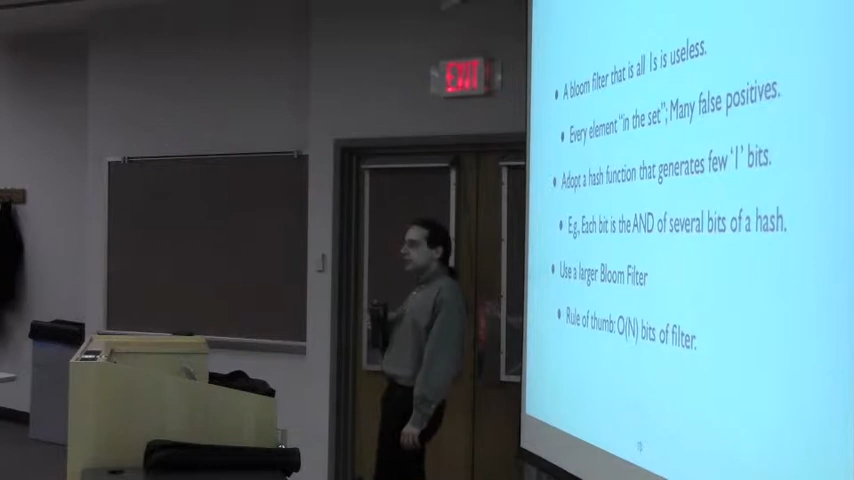 EXIT
• A bloom filter that is all 1s is useless.
• Every element "in the set"; Many false positives.
• Adopt a hash function that generates few '1' bits.
• E.g. Each bit is the AND of several bits of a hash.
• Use a larger Bloom Filter
• Rule of thumb: O(N) bits of filter.